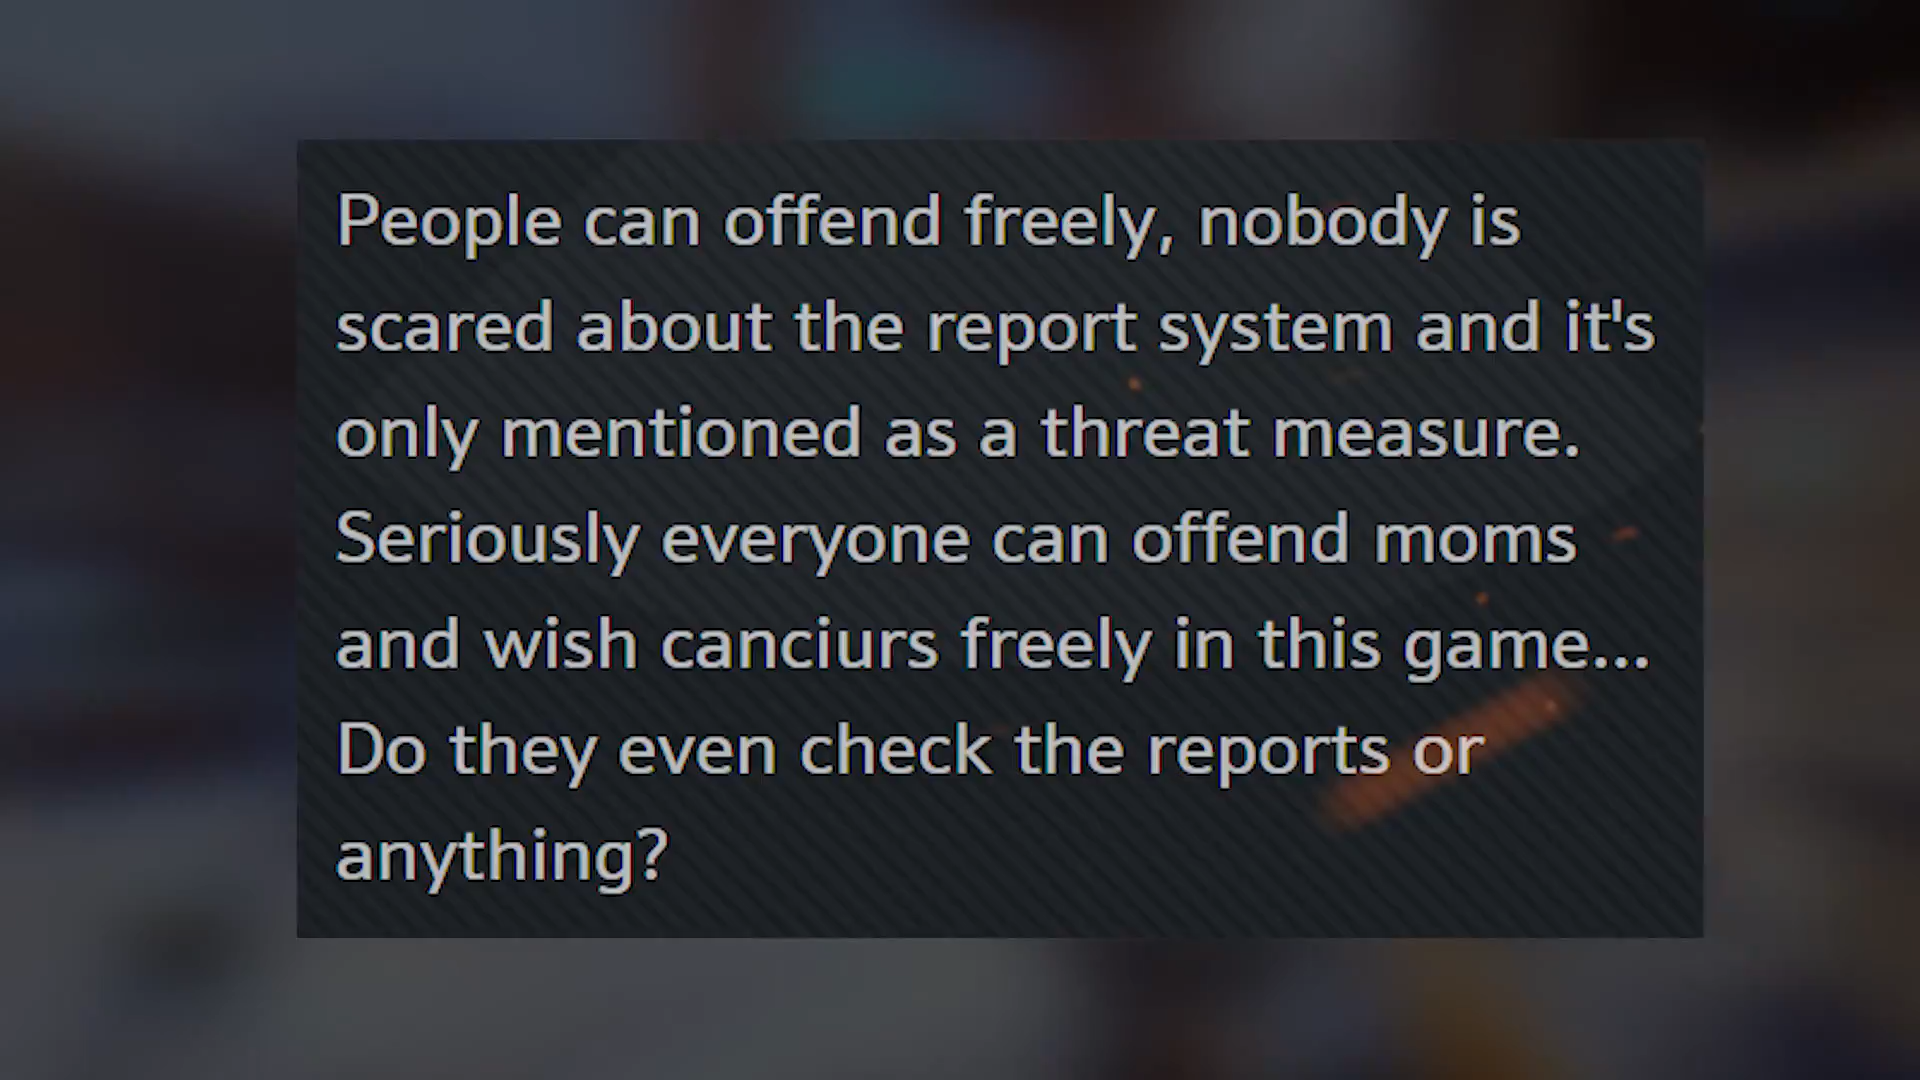 People can offend freely, nobody is
scared about the report system and it's
only mentioned as a threat measure.
Seriously everyone can offend moms
and wish canciurs freely in this game...
Do they even check the reports or
anything?